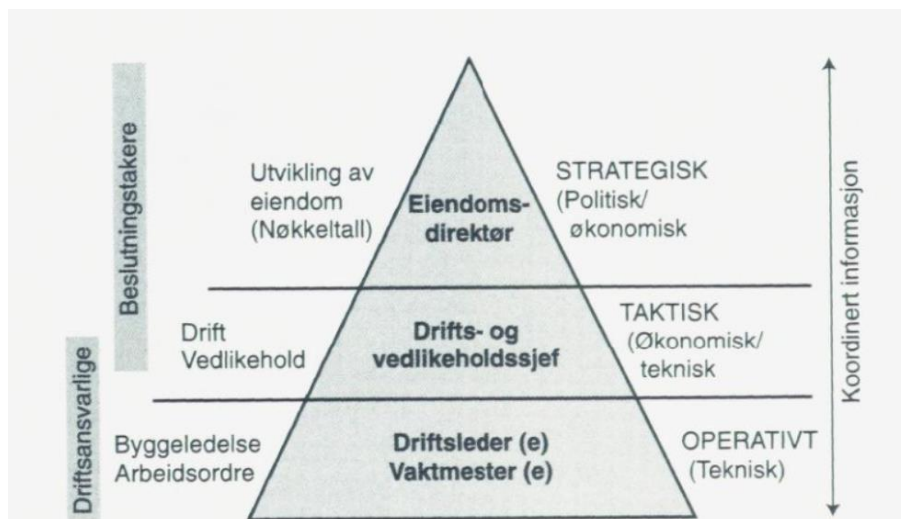 Beslutningstakere
Utvikling av
eiendom
(Nøkkeltall)
Eiendoms-
direktør
STRATEGISK
(Politisk/
økonomisk)
Koordinert informasjon
Driftsansvarlige
Drift
Vedlikehold
Drifts- og
vedlikeholdssjef
TAKTISK
(Økonomisk/
teknisk)
Byggeledelse
Arbeidsordre
Driftsleder (e)
Vaktmester (e)
OPERATIVT
(Teknisk)